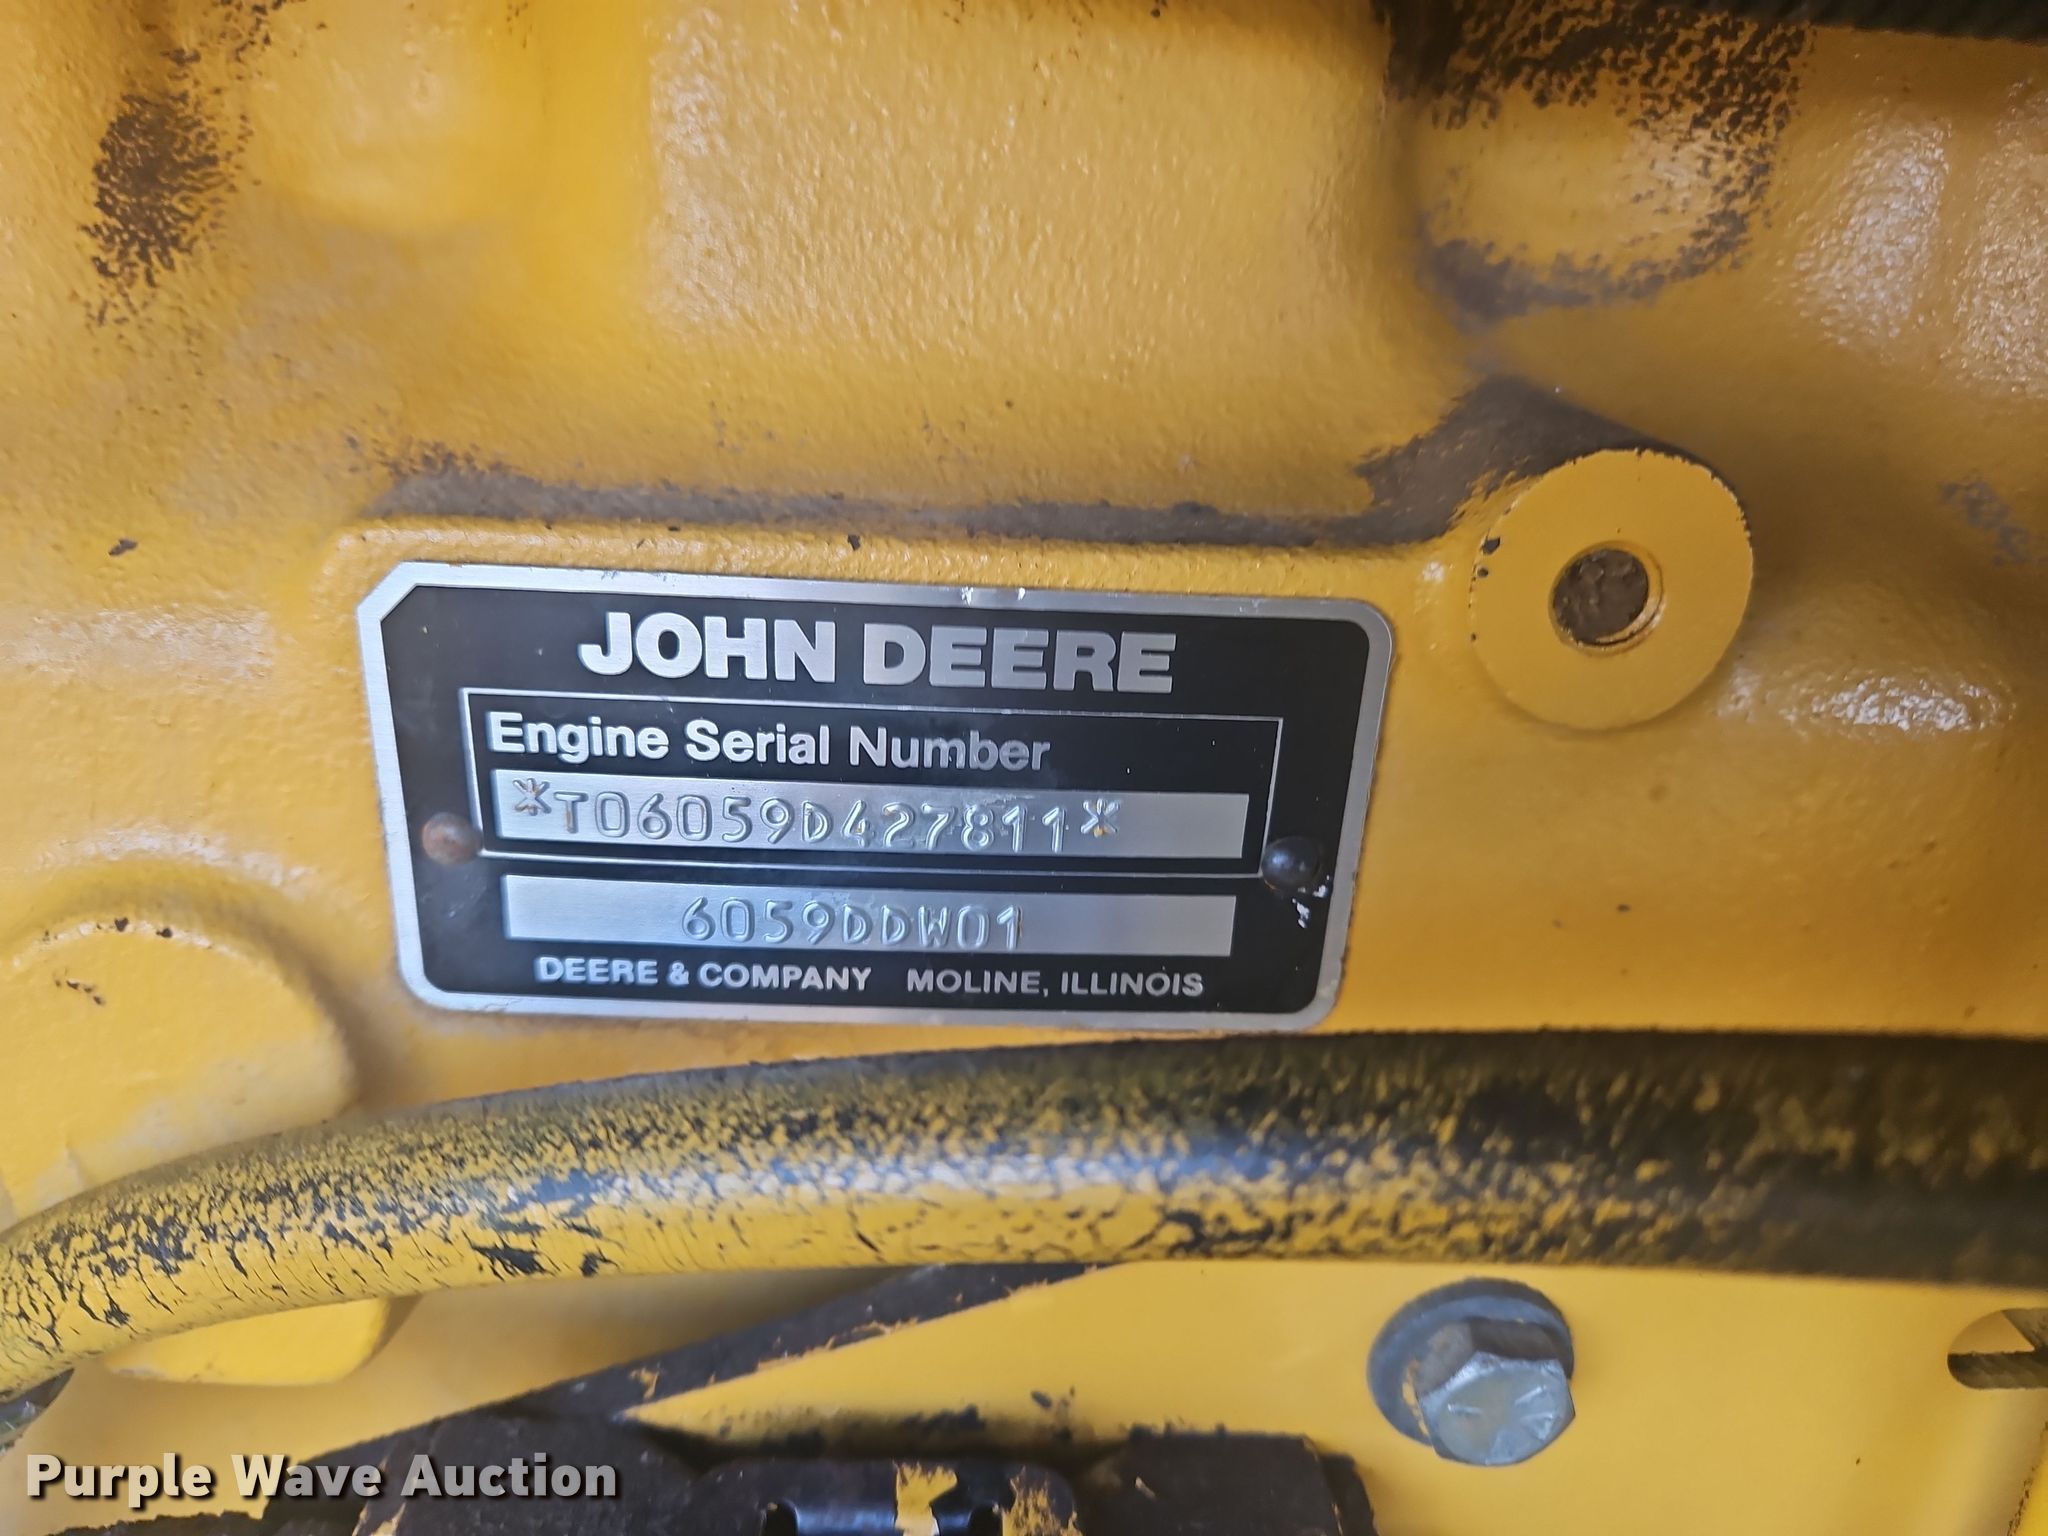 JOHN DEERE
Engine Serial Number
*T06059D427811*
6059DDW01
DEERE & COMPANY MOLINE, ILLINOIS
Purple Wave Auction